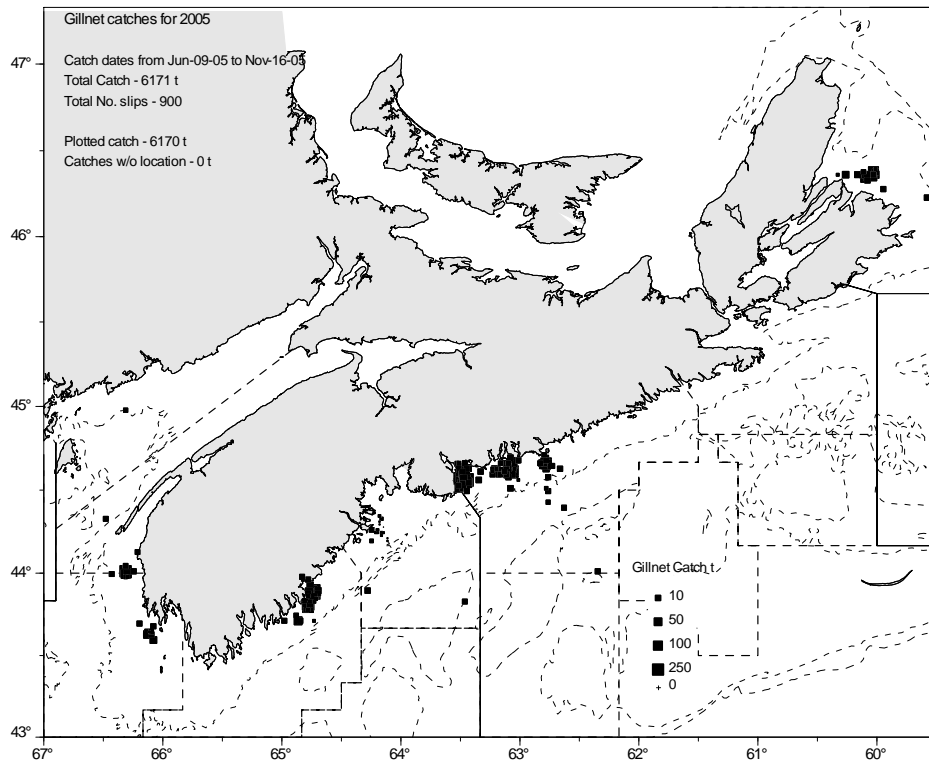 Gillnet catches for 2005
Catch dates from Jun-09-05 to Nov-16-05
Total Catch - 6171 t
Total No. slips - 900
Plotted catch - 6170 t
Catches w/o location - 0 t
47°
46°
45°
44°
43°
Gillnet Catch t
10
50
100
250
0
67°
66°
65°
64°
63°
62°
61°
60°